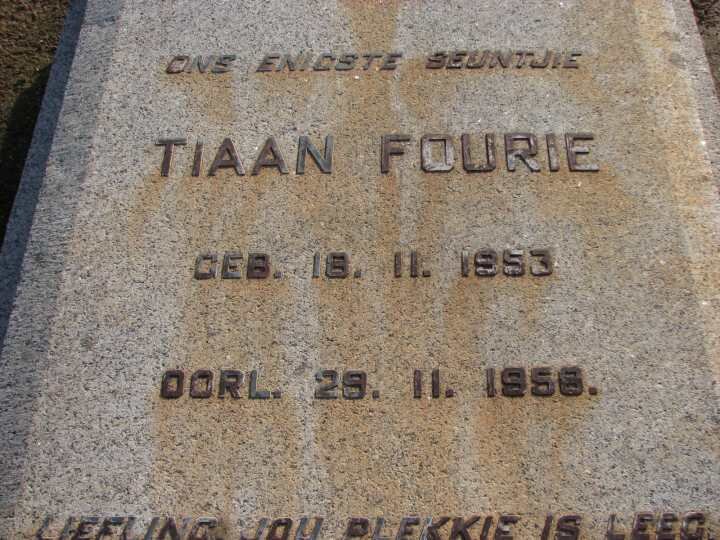 ONS ENIGSTE SEUNTJIE
TIAAN FOURIE
GEB. 18. 11. 1953
OORL. 29. 11. 1958.
LIEFLING JOU PLEKKIE IS LEEG